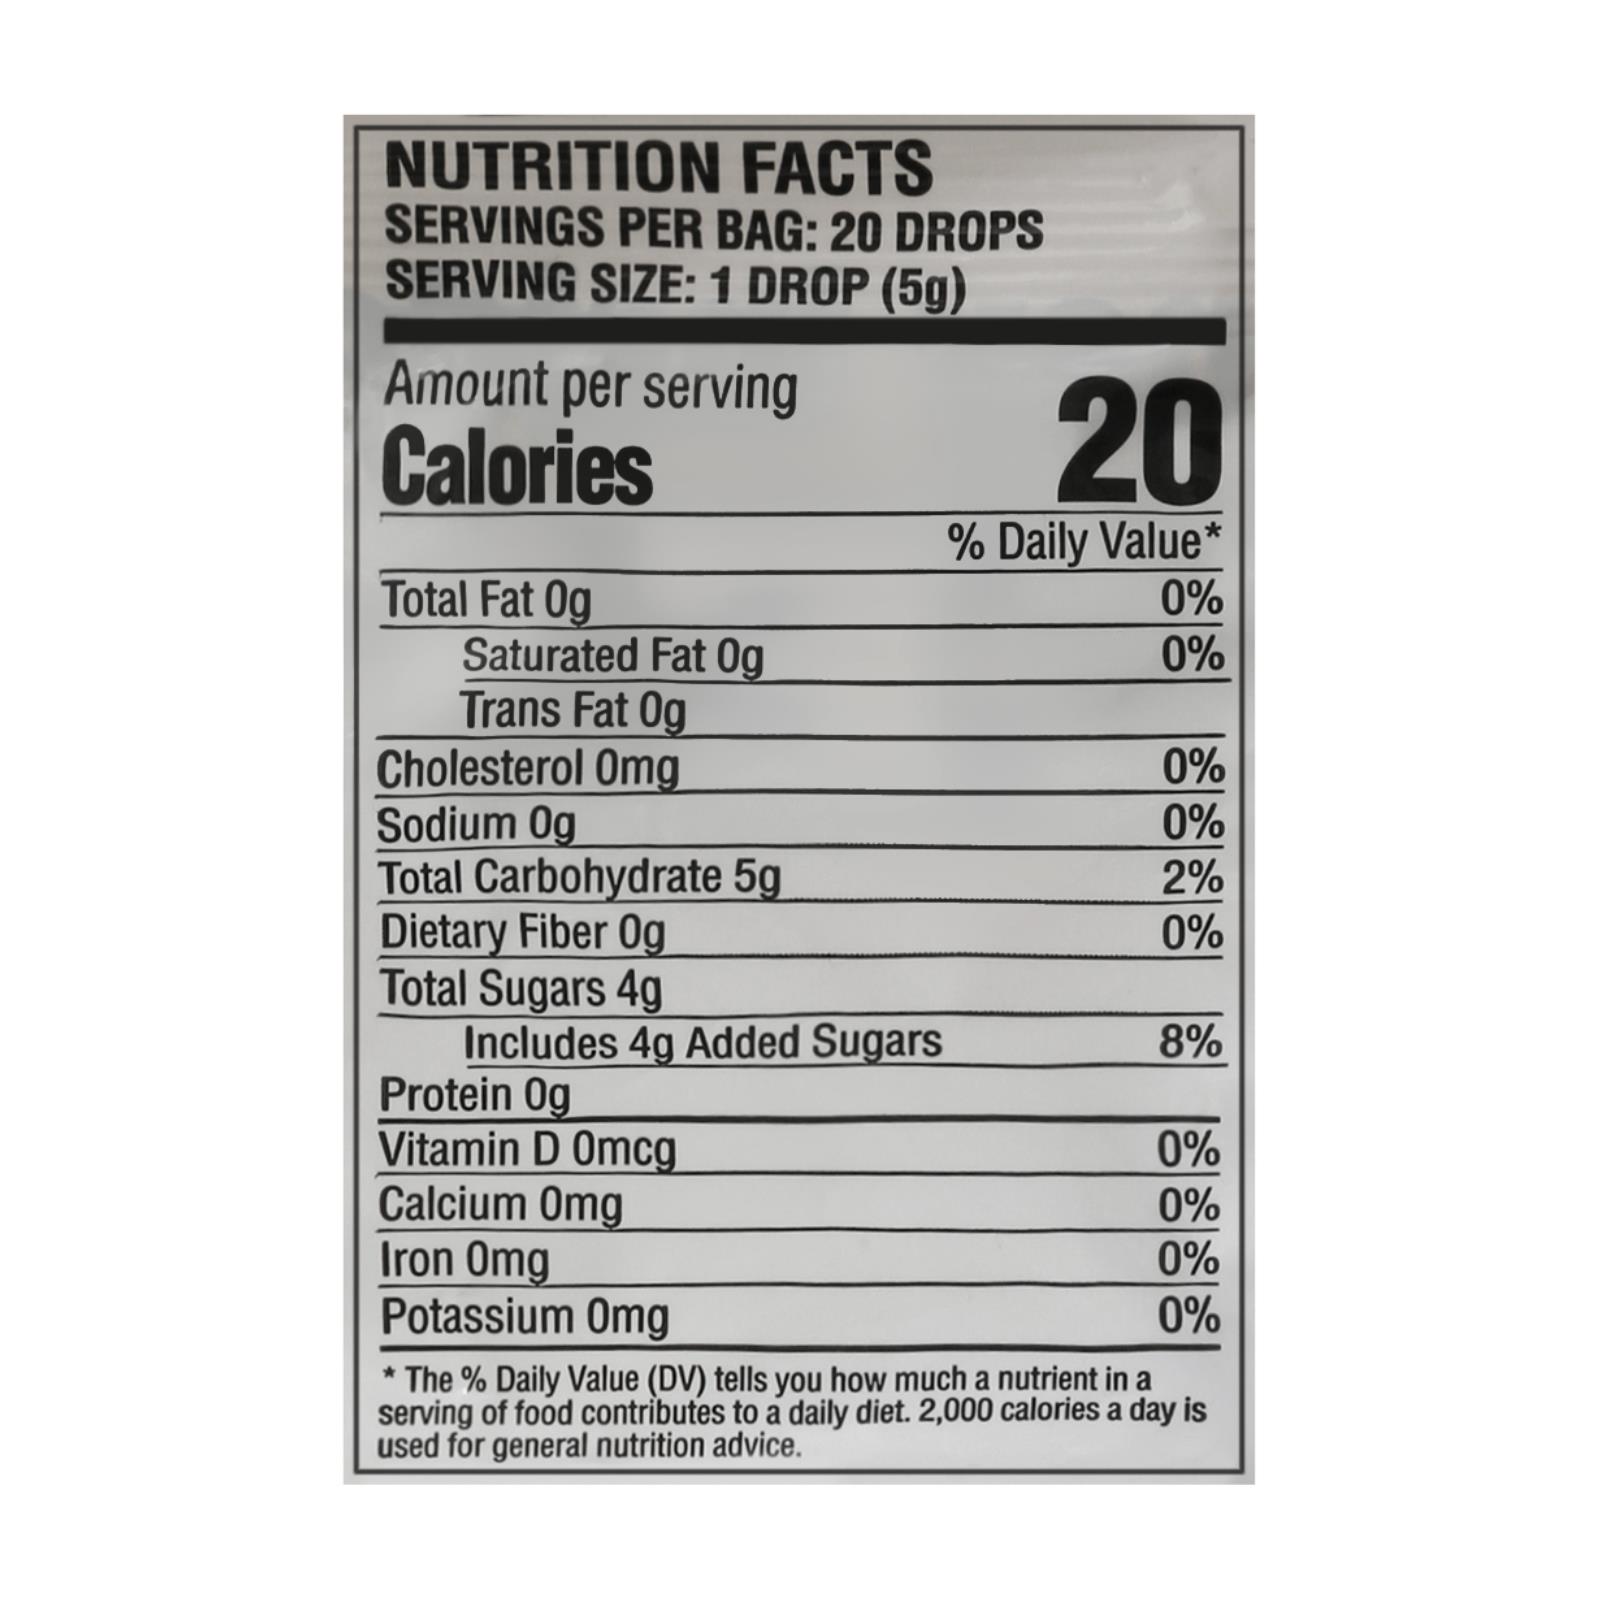 NUTRITION FACTS
SERVINGS PER BAG: 20 DROPS
SERVING SIZE: 1 DROP (5g)
Amount per serving
Calories 20
% Daily Value*
Total Fat 0g 0%
Saturated Fat 0g 0%
Trans Fat 0g
Cholesterol 0mg 0%
Sodium 0g 0%
Total Carbohydrate 5g 2%
Dietary Fiber 0g 0%
Total Sugars 4g
Includes 4g Added Sugars 8%
Protein 0g
Vitamin D 0mcg 0%
Calcium 0mg 0%
Iron 0mg 0%
Potassium 0mg 0%
* The % Daily Value (DV) tells you how much a nutrient in a
serving of food contributes to a daily diet. 2,000 calories a day is
used for general nutrition advice.